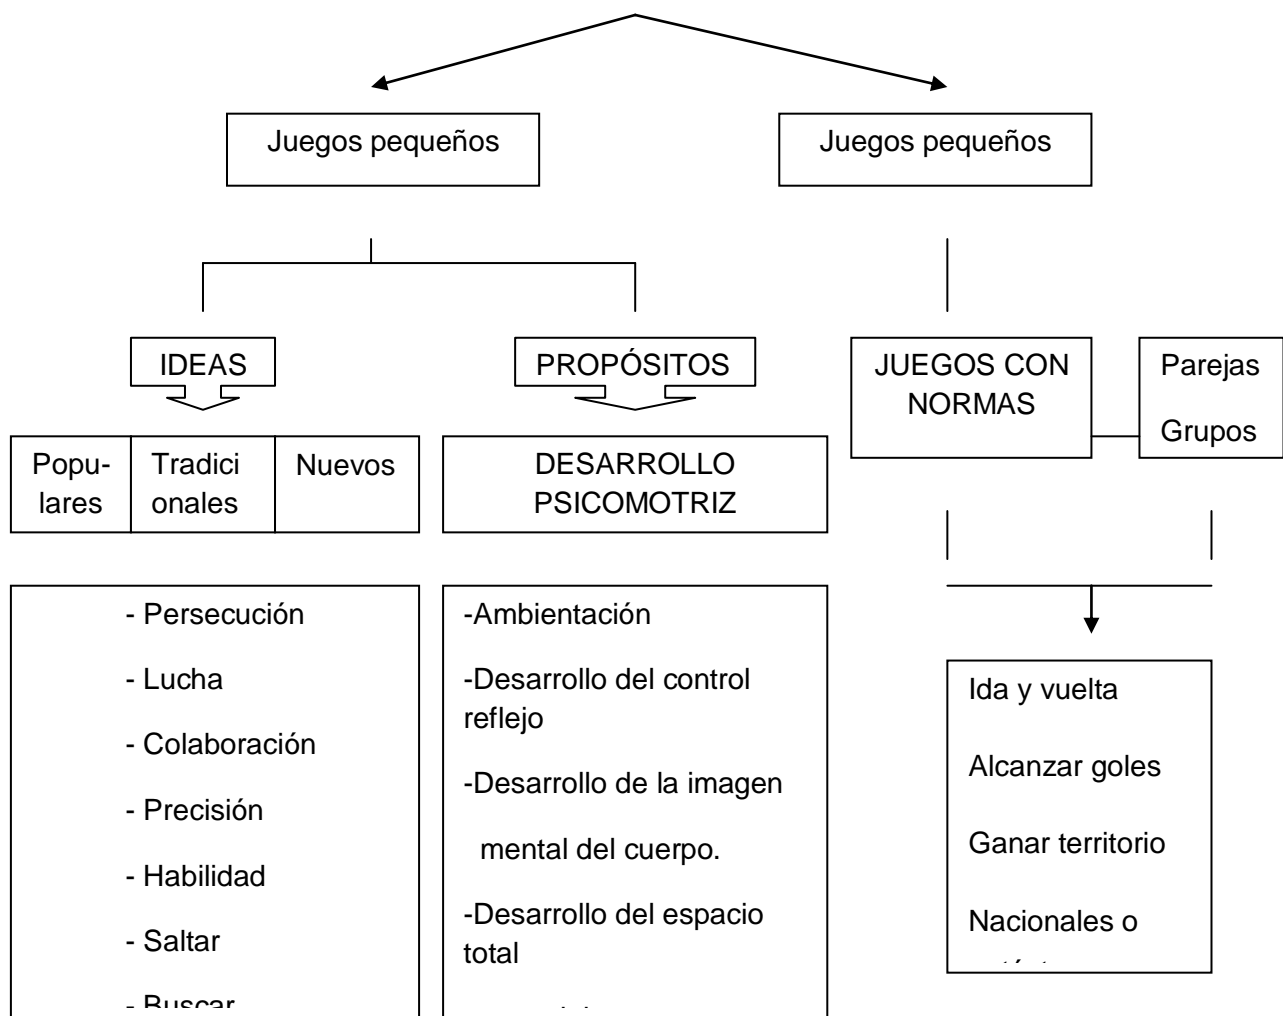 Juegos pequeños
Juegos pequeños
IDEAS
PROPÓSITOS
JUEGOS CON
NORMAS
Parejas
Grupos
Popu-
lares
Tradici
onales
Nuevos
DESARROLLO
PSICOMOTRIZ
- Persecución
- Lucha
- Colaboración
- Precisión
- Habilidad
- Saltar
- Buscar
-Ambientación
-Desarrollo del control
reflejo
-Desarrollo de la imagen
mental del cuerpo.
-Desarrollo del espacio
total
Ida y vuelta
Alcanzar goles
Ganar territorio
Nacionales o